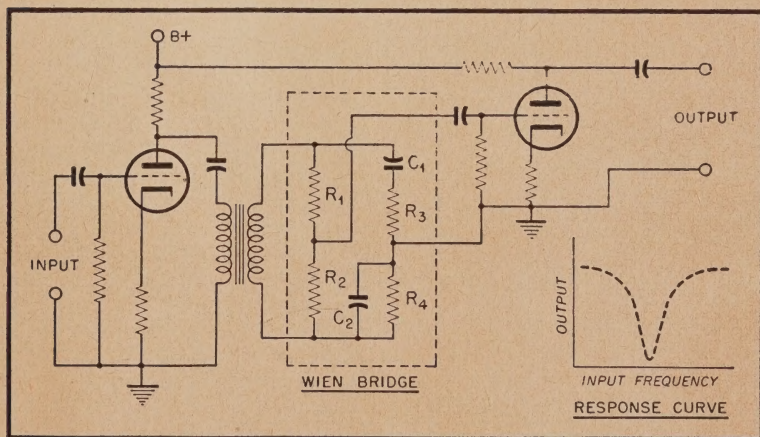 B+
OUTPUT
INPUT
R1
R2
C1
R3
C2
R4
WIEN BRIDGE
OUTPUT
INPUT FREQUENCY
RESPONSE CURVE